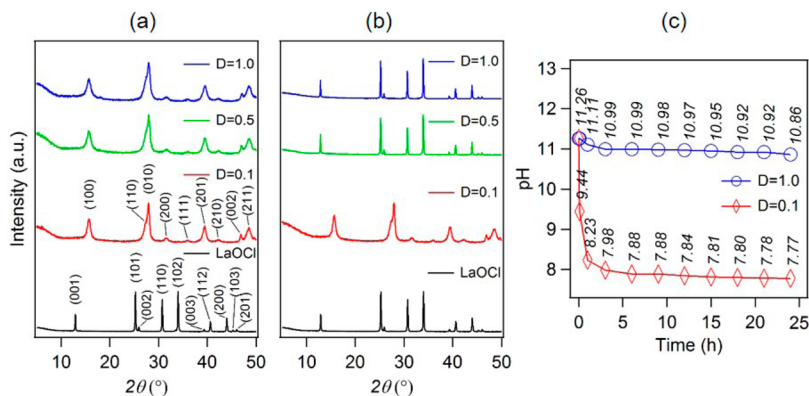 (a)
(b)
(c)
Intensity (a.u.)
D=1.0
D=0.5
D=0.1
(100)
(110)
(010)
(200)
(111)
(201)
(210)
(002)
(211)
LaOCl
(001)
(101)
(002)
(110)
(102)
(003)
(112)
(200)
(103)
(201)
10 20 30 40 50
2θ (°)
D=1.0
D=0.5
D=0.1
LaOCl
10 20 30 40 50
2θ (°)
pH
13
12
11
10
9
8
11.26
11.11
10.99
10.99
10.98
10.97
10.95
10.92
10.92
10.86
D=1.0
D=0.1
9.44
8.23
7.98
7.88
7.88
7.84
7.81
7.80
7.78
7.77
0 5 10 15 20 25
Time (h)